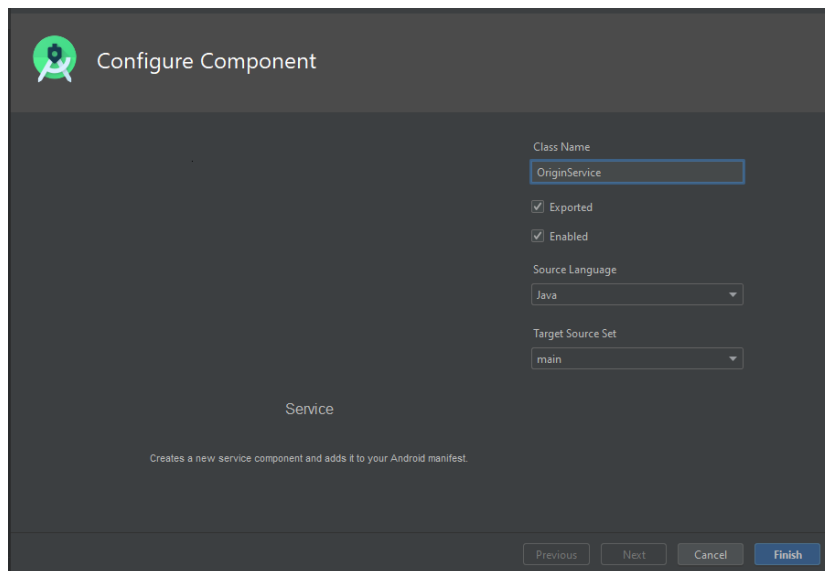 Configure Component
Class Name
OriginService
Exported
Enabled
Source Language
Java
Target Source Set
main
Service
Creates a new service component and adds it to your Android manifest.
Previous
Next
Cancel
Finish